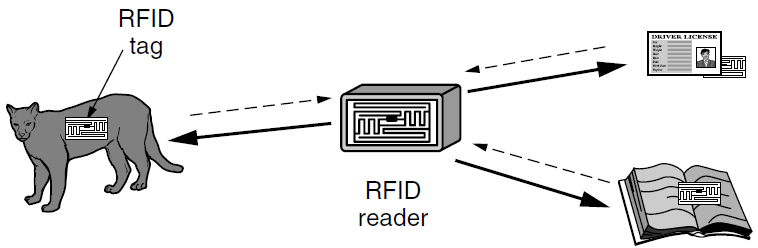 RFID
tag
DRIVER LICENSE
RFID
reader